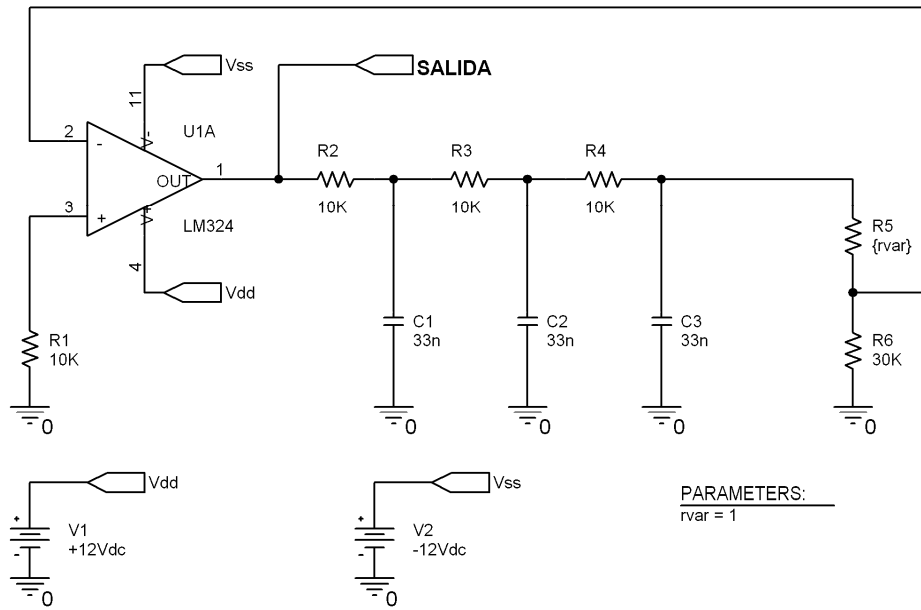 Vss
SALIDA
11
V-
U1A
2
-
OUT
1
3
+
V+
LM324
4
Vdd
R2
10K
R3
10K
R4
10K
R5
{rvar}
R1
10K
C1
33n
C2
33n
C3
33n
R6
30K
0
0
0
0
0
Vdd
+
V1
+12Vdc
-
0
Vss
+
V2
-12Vdc
-
0
PARAMETERS:
rvar = 1